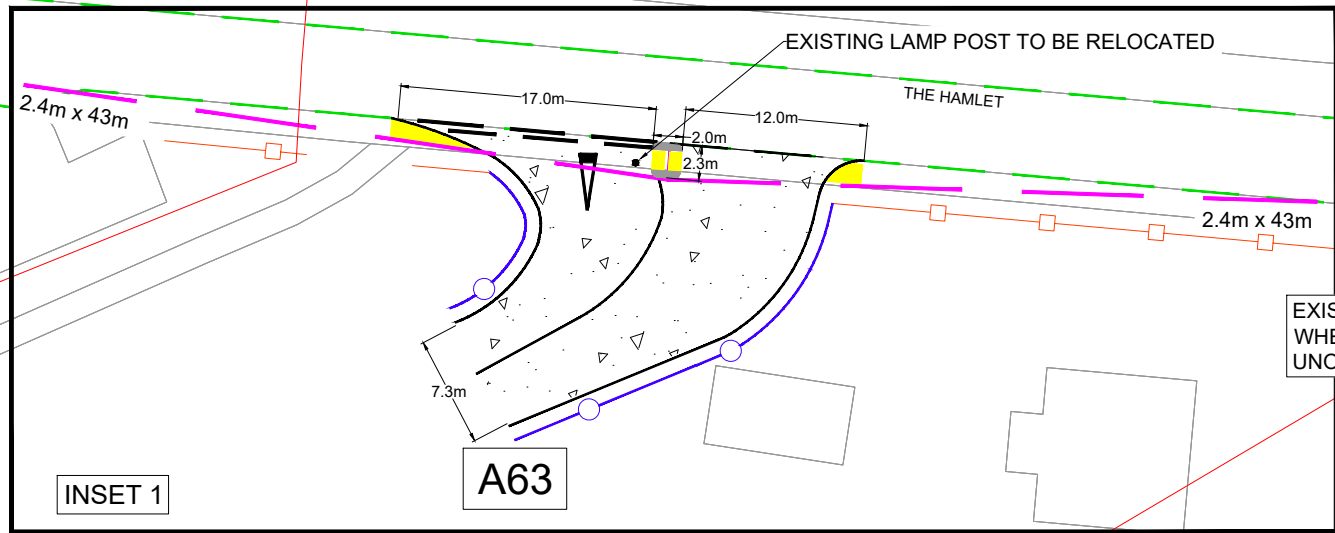 EXISTING LAMP POST TO BE RELOCATED
THE HAMLET
2.4m x 43m
17.0m
12.0m
2.0m
2.3m
2.4m x 43m
EXIS
WHE
UNC
7.3m
A63
INSET 1